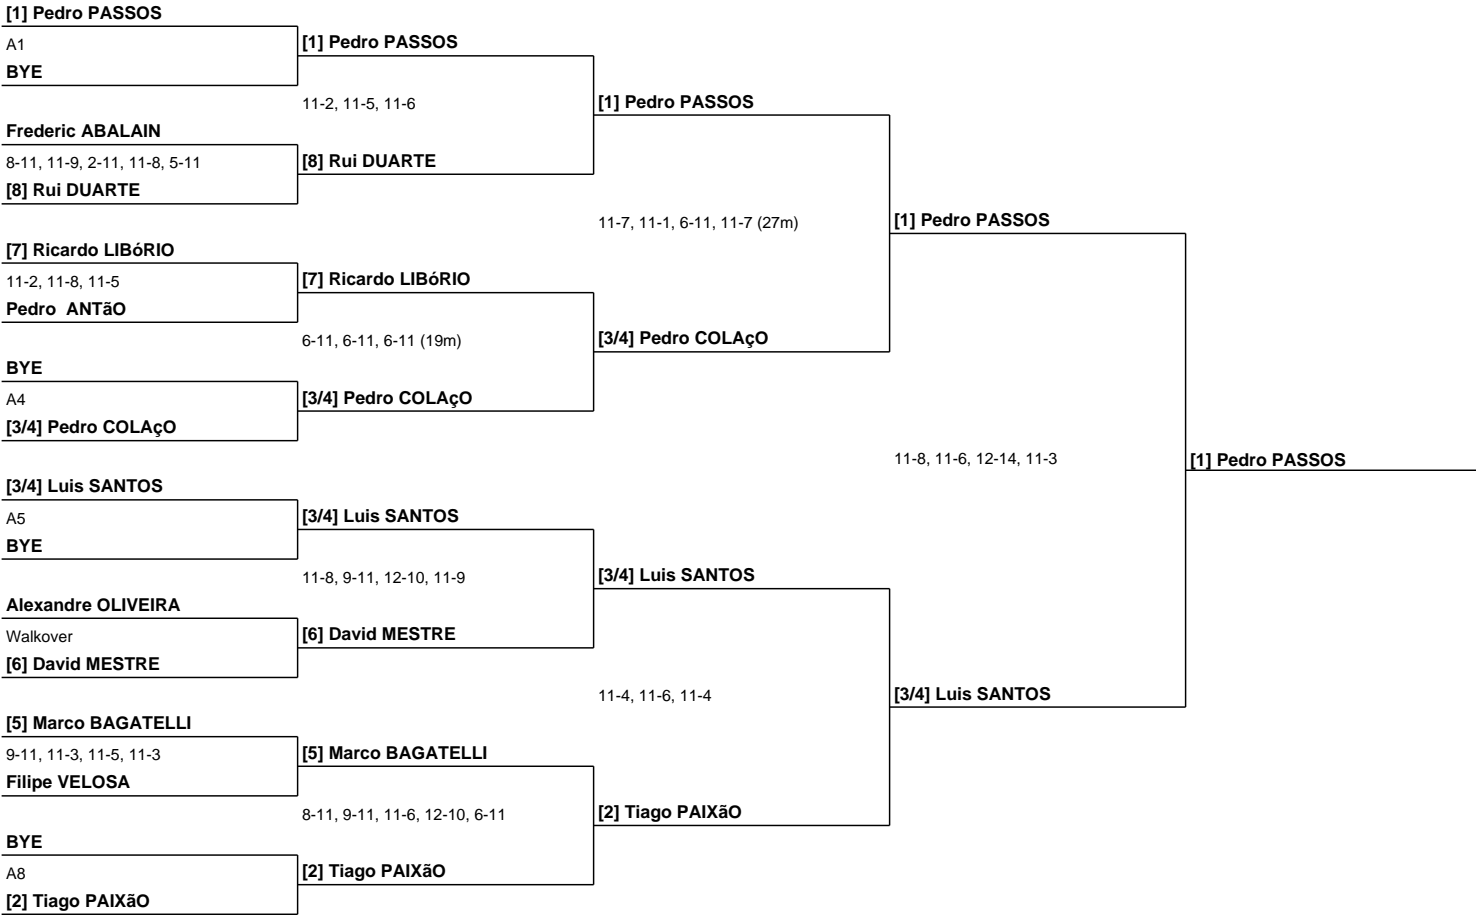 [1] Pedro PASSOS
A1
BYE
Frederic ABALAIN
8-11, 11-9, 2-11, 11-8, 5-11
[8] Rui DUARTE
[7] Ricardo LIBóRIO
11-2, 11-8, 11-5
Pedro  ANTãO
BYE
A4
[3/4] Pedro COLAçO
[3/4] Luis SANTOS
A5
BYE
Alexandre OLIVEIRA
Walkover
[6] David MESTRE
[5] Marco BAGATELLI
9-11, 11-3, 11-5, 11-3
Filipe VELOSA
BYE
A8
[2] Tiago PAIXãO
[1] Pedro PASSOS
11-2, 11-5, 11-6
[8] Rui DUARTE
[7] Ricardo LIBóRIO
6-11, 6-11, 6-11 (19m)
[3/4] Pedro COLAçO
[3/4] Luis SANTOS
11-8, 9-11, 12-10, 11-9
[6] David MESTRE
[5] Marco BAGATELLI
8-11, 9-11, 11-6, 12-10, 6-11
[2] Tiago PAIXãO
[1] Pedro PASSOS
11-7, 11-1, 6-11, 11-7 (27m)
[3/4] Pedro COLAçO
[3/4] Luis SANTOS
11-4, 11-6, 11-4
[2] Tiago PAIXãO
[1] Pedro PASSOS
11-8, 11-6, 12-14, 11-3
[3/4] Luis SANTOS
[1] Pedro PASSOS